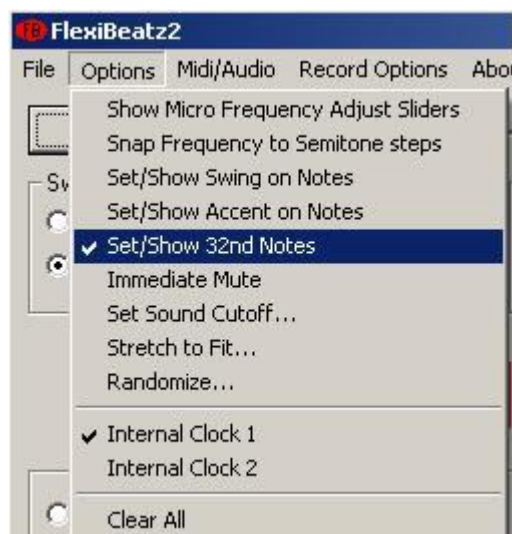 FB FlexiBeatz2
File Options Midi/Audio Record Options
Show Micro Frequency Adjust Sliders
Snap Frequency to Semitone steps
Set/Show Swing on Notes
Set/Show Accent on Notes
Set/Show 32nd Notes
Immediate Mute
Set Sound Cutoff...
Stretch to Fit...
Randomize...
Internal Clock 1
Internal Clock 2
Clear All